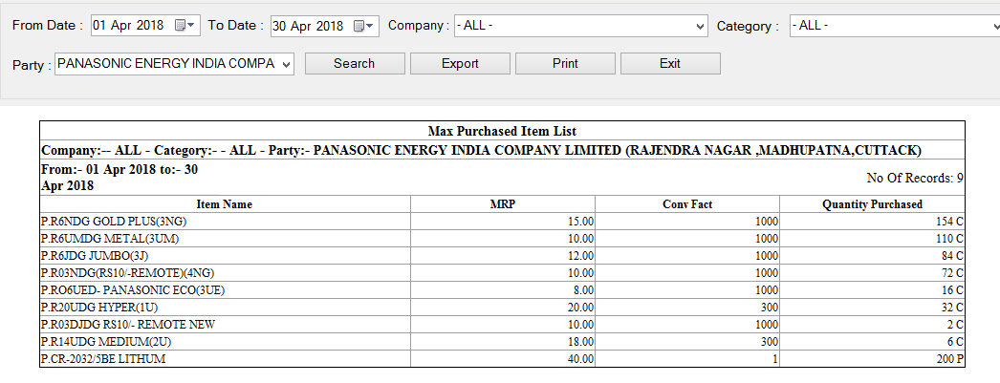 From Date : 01 Apr 2018 To Date : 30 Apr 2018 Company : - ALL - Category : - ALL -
Party : PANASONIC ENERGY INDIA COMPA Search Export Print Exit
Max Purchased Item List
Company:-- ALL - Category:- - ALL - Party:- PANASONIC ENERGY INDIA COMPANY LIMITED (RAJENDRA NAGAR ,MADHUPATNA,CUTTACK)
From:- 01 Apr 2018 to:- 30
Apr 2018
No Of Records: 9
Item Name MRP Conv Fact Quantity Purchased
P.R6NDG GOLD PLUS(3NG) 15.00 1000 154 C
P.R6UMDG METAL(3UM) 10.00 1000 110 C
P.R6JDG JUMBO(3J) 12.00 1000 84 C
P.R03NDG(RS10/-REMOTE)(4NG) 10.00 1000 72 C
P.RO6UED- PANASONIC ECO(3UE) 8.00 1000 16 C
P.R20UDG HYPER(1U) 20.00 300 32 C
P.R03DJDG RS10/- REMOTE NEW 10.00 1000 2 C
P.R14UDG MEDIUM(2U) 18.00 300 6 C
P.CR-2032/5BE LITHUM 40.00 1 200 P